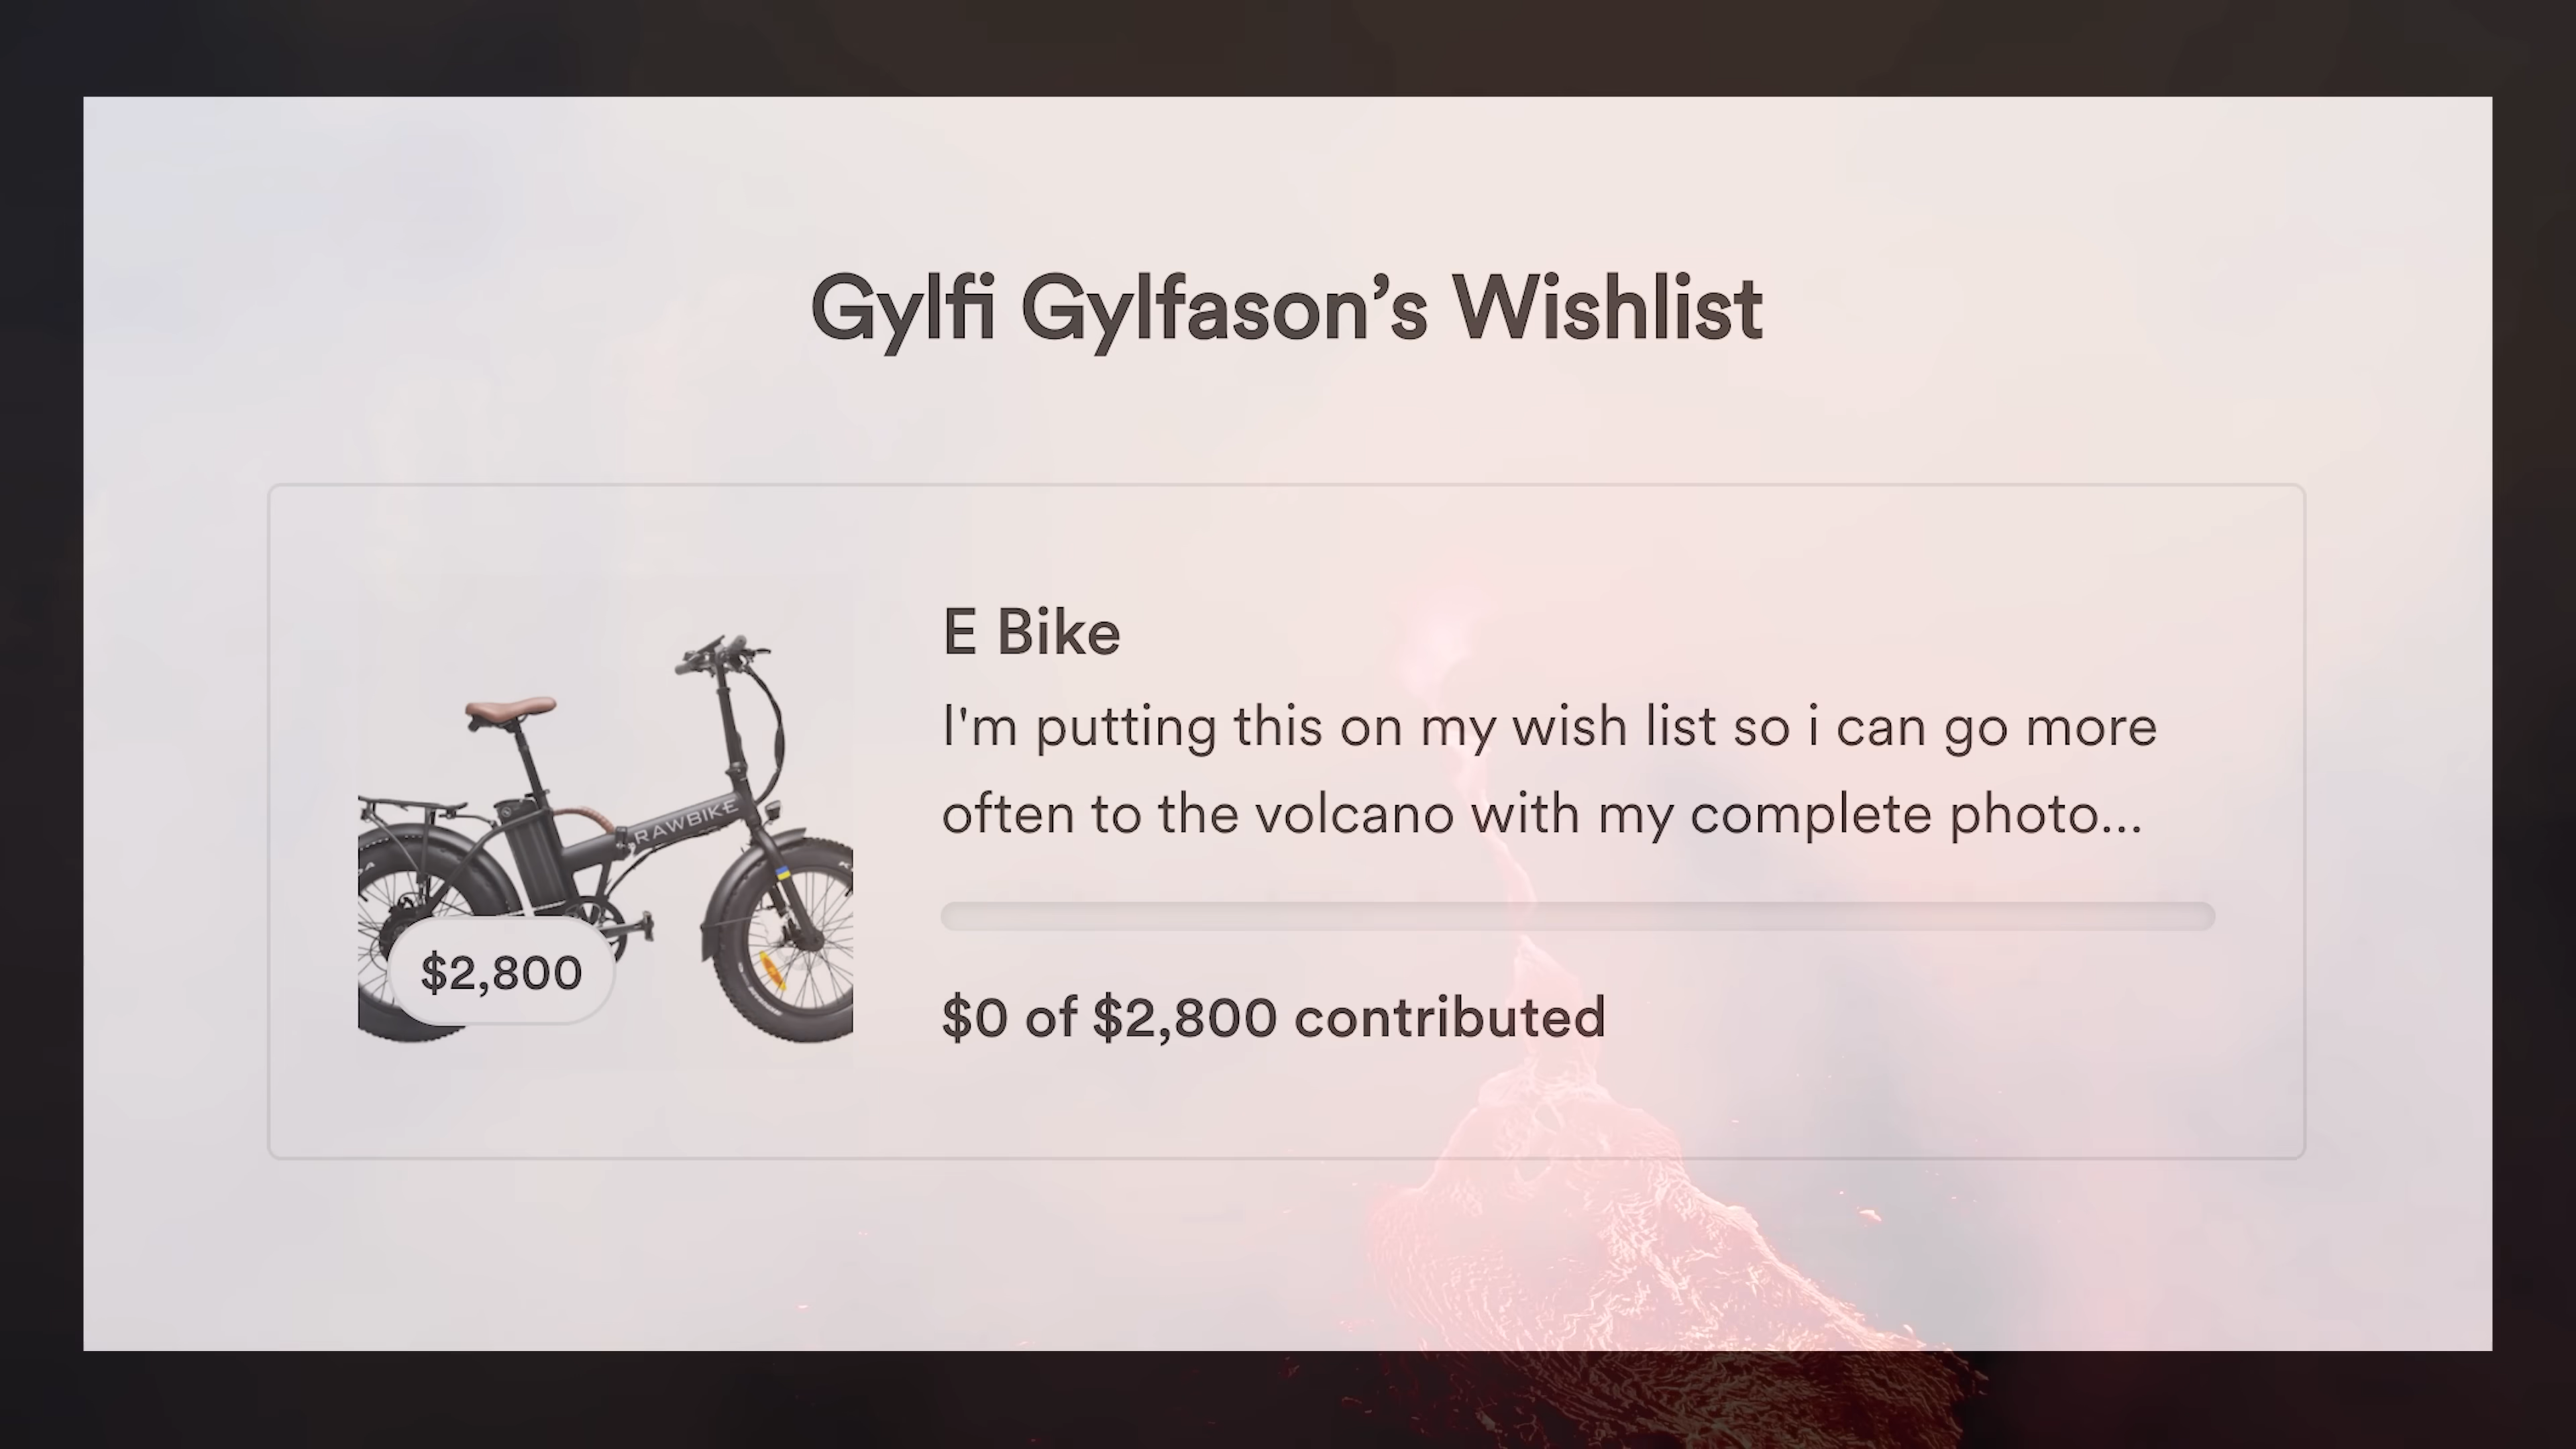 Gylfi Gylfason’s Wishlist
E Bike
I'm putting this on my wish list so i can go more
often to the volcano with my complete photo...
RAWBIKE
$2,800
$0 of $2,800 contributed